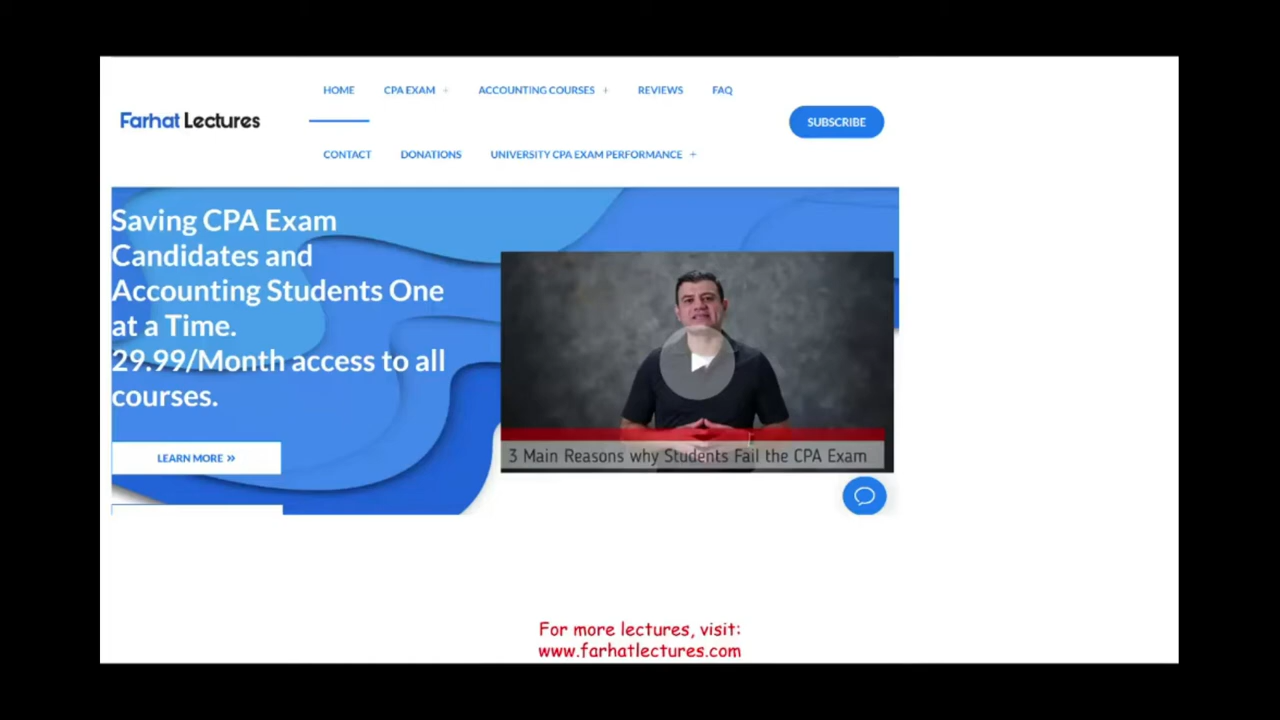 HOME CPA EXAM + ACCOUNTING COURSES + REVIEWS FAQ
Farhat Lectures
SUBSCRIBE
CONTACT DONATIONS UNIVERSITY CPA EXAM PERFORMANCE +
Saving CPA Exam
Candidates and
Accounting Students One
at a Time.
29.99/Month access to all
courses.
LEARN MORE »
3 Main Reasons why Students Fail the CPA Exam
For more lectures, visit:
www.farhatlectures.com